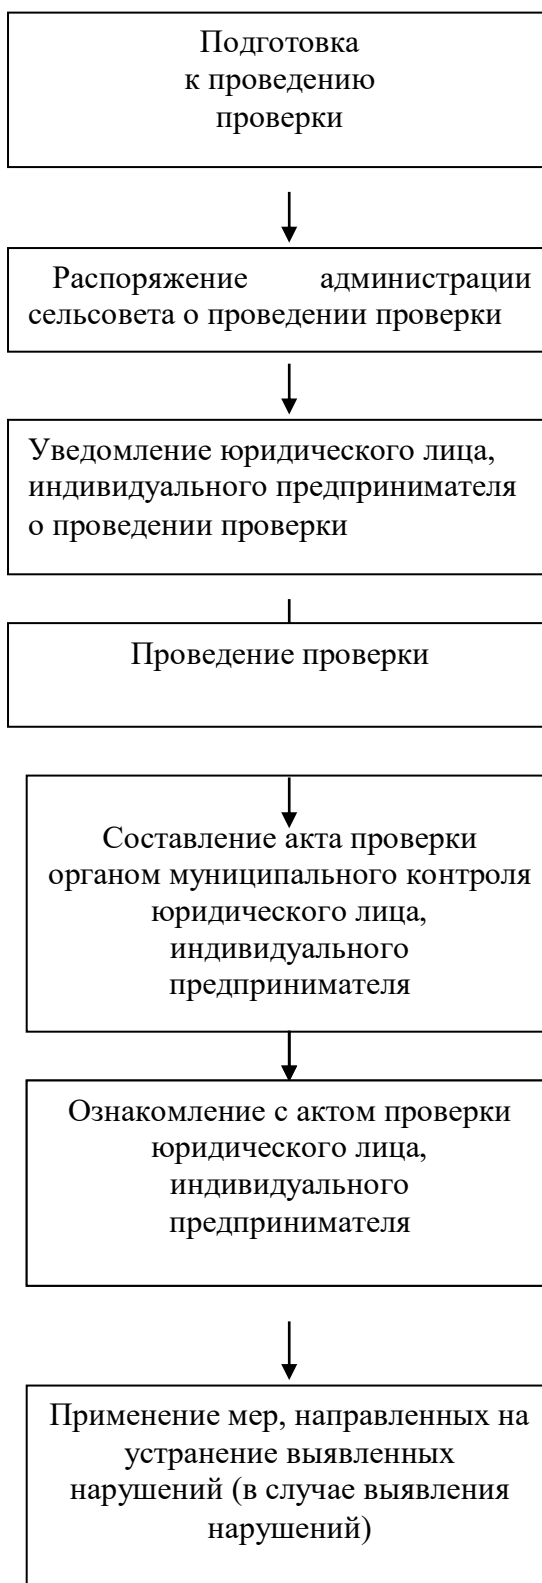 Подготовка
к проведению
проверки
Распоряжение администрации
сельсовета о проведении проверки
Уведомление юридического лица,
индивидуального предпринимателя
о проведении проверки
Проведение проверки
Составление акта проверки
органом муниципального контроля
юридического лица,
индивидуального
предпринимателя
Ознакомление с актом проверки
юридического лица,
индивидуального
предпринимателя
Применение мер, направленных на
устранение выявленных
нарушений (в случае выявления
нарушений)